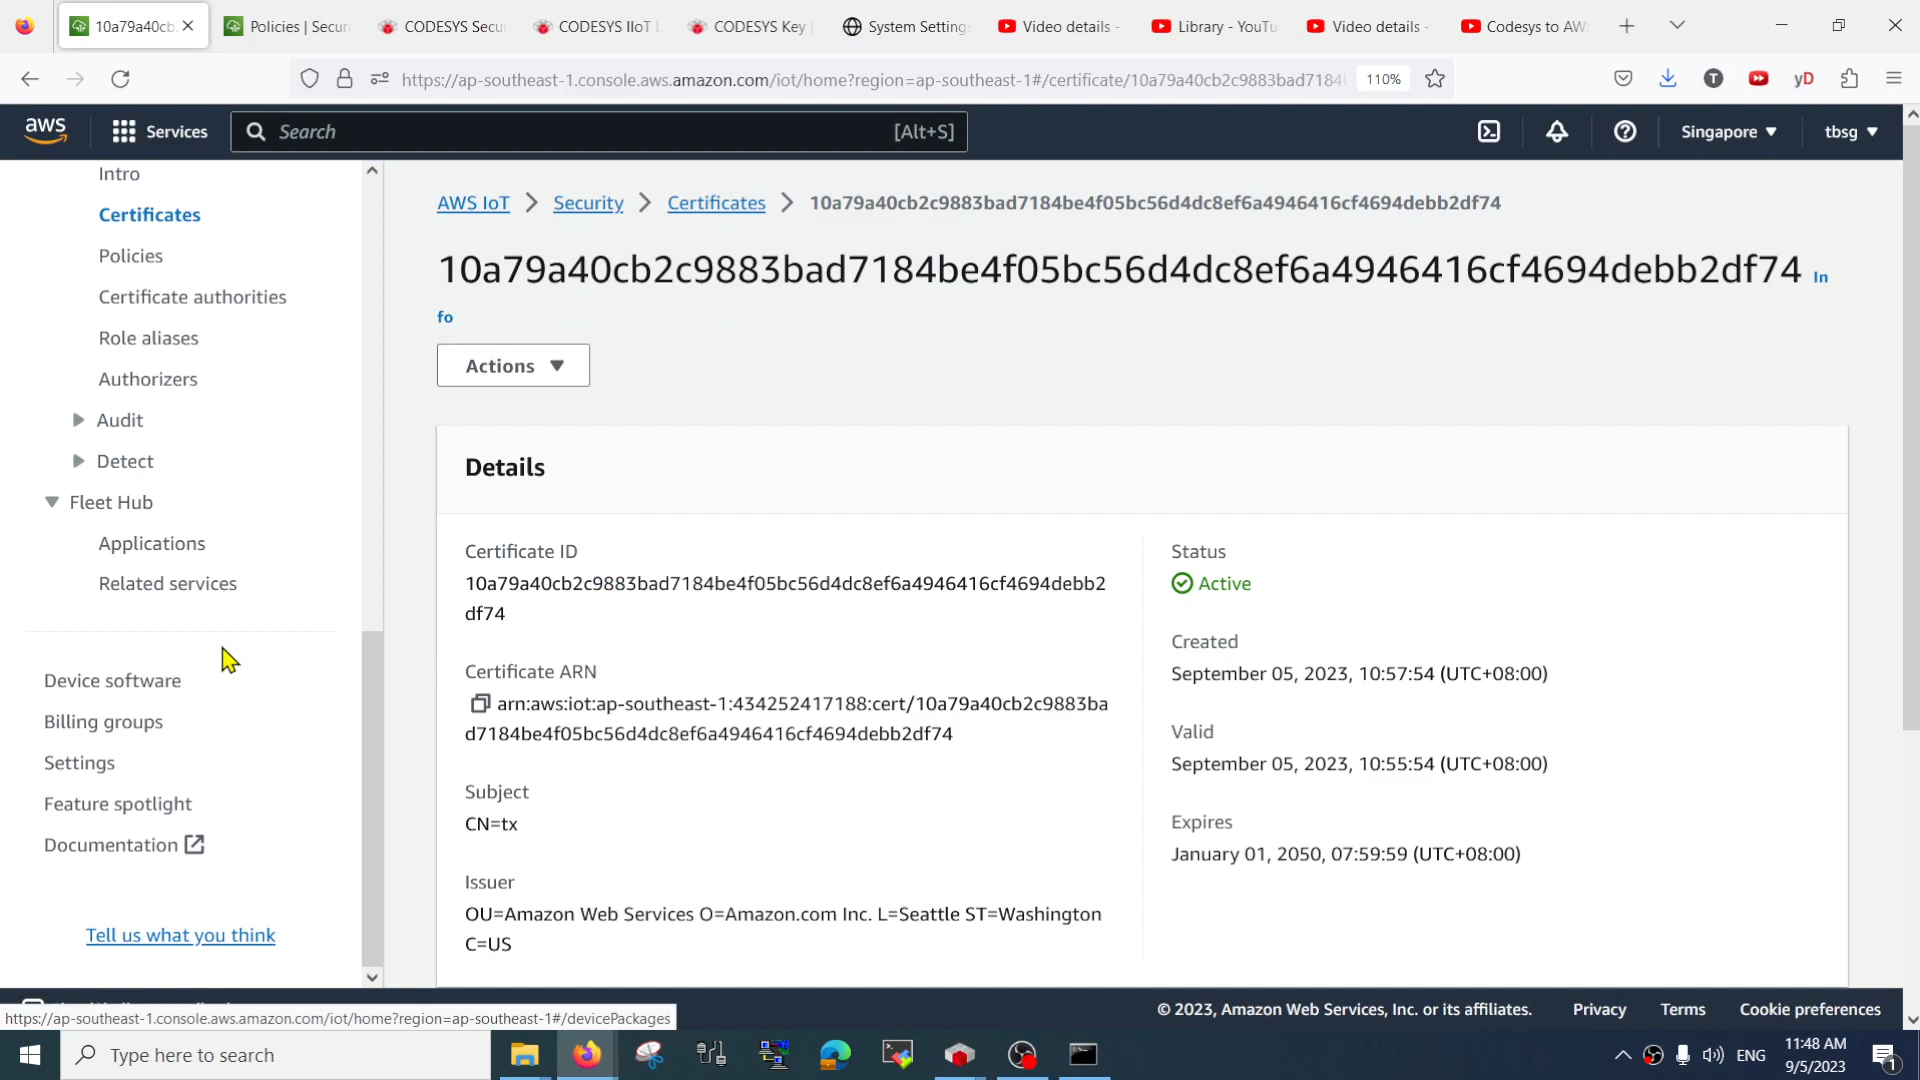 10a79a40cb
Policies | Securi
CODESYS Secu
CODESYS IIoT L
CODESYS Key
System Settings
Video details -
Library - YouTu
Video details -
Codesys to AW
https://ap-southeast-1.console.aws.amazon.com/iot/home?region=ap-southeast-1#/certificate/10a79a40cb2c9883bad7184
110%
T
yD
aws
Services
Search
[Alt+S]
Singapore
tbsg
Intro
Certificates
Policies
Certificate authorities
Role aliases
Authorizers
Audit
Detect
Fleet Hub
Applications
Related services
Device software
Billing groups
Settings
Feature spotlight
Documentation
Tell us what you think
AWS IoT
Security
Certificates
10a79a40cb2c9883bad7184be4f05bc56d4dc8ef6a4946416cf4694debb2df74
10a79a40cb2c9883bad7184be4f05bc56d4dc8ef6a4946416cf4694debb2df74 In
fo
Actions
Details
Certificate ID
10a79a40cb2c9883bad7184be4f05bc56d4dc8ef6a4946416cf4694debb2
df74
Certificate ARN
arn:aws:iot:ap-southeast-1:434252417188:cert/10a79a40cb2c9883ba
d7184be4f05bc56d4dc8ef6a4946416cf4694debb2df74
Subject
CN=tx
Issuer
OU=Amazon Web Services O=Amazon.com Inc. L=Seattle ST=Washington
C=US
Status
Active
Created
September 05, 2023, 10:57:54 (UTC+08:00)
Valid
September 05, 2023, 10:55:54 (UTC+08:00)
Expires
January 01, 2050, 07:59:59 (UTC+08:00)
https://ap-southeast-1.console.aws.amazon.com/iot/home?region=ap-southeast-1#/devicePackages
© 2023, Amazon Web Services, Inc. or its affiliates.
Privacy
Terms
Cookie preferences
Type here to search
ENG
11:48 AM
9/5/2023
1